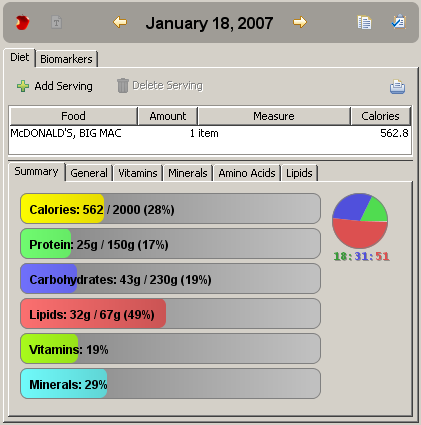 January 18, 2007
Diet Biomarkers
Add Serving Delete Serving
Food Amount Measure Calories
McDONALD'S, BIG MAC 1 item 562.8
Summary General Vitamins Minerals Amino Acids Lipids
Calories: 562 / 2000 (28%)
Protein: 25g / 150g (17%)
18:31:51
Carbohydrates: 43g / 230g (19%)
Lipids: 32g / 67g (49%)
Vitamins: 19%
Minerals: 29%